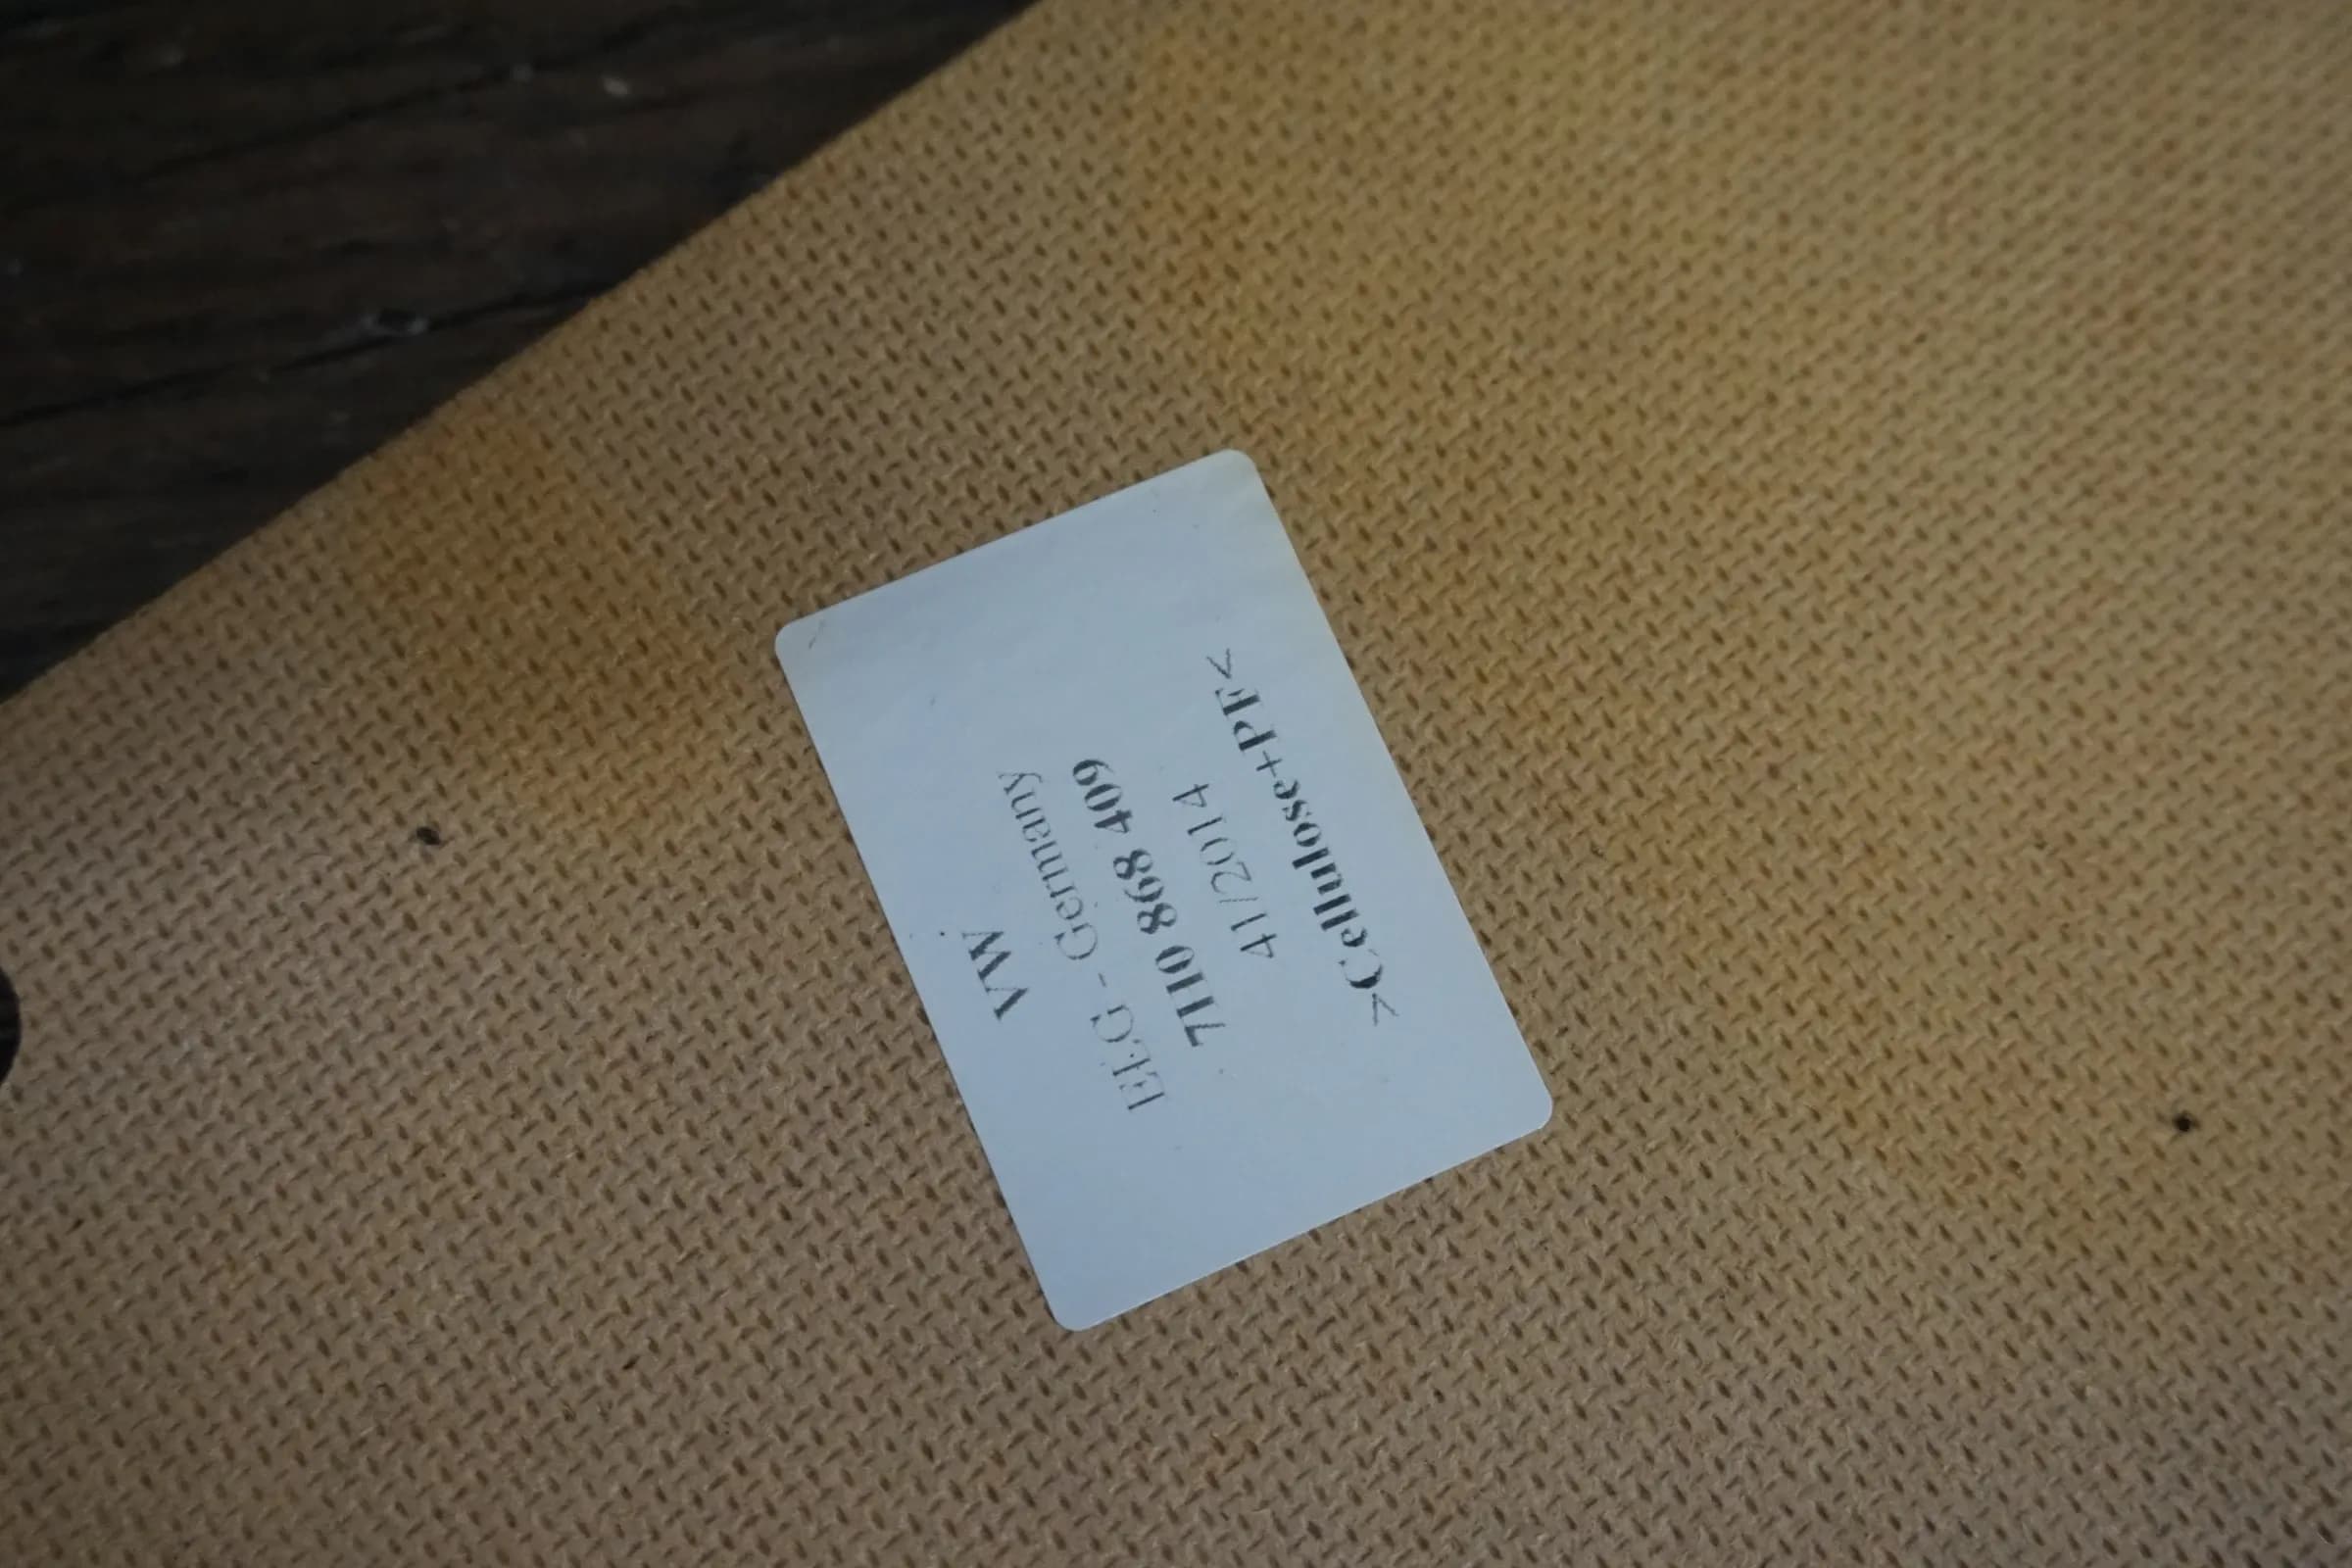 VW
ELG - Germany
7H0 868 409
41/2014
>Cellulose+PF<